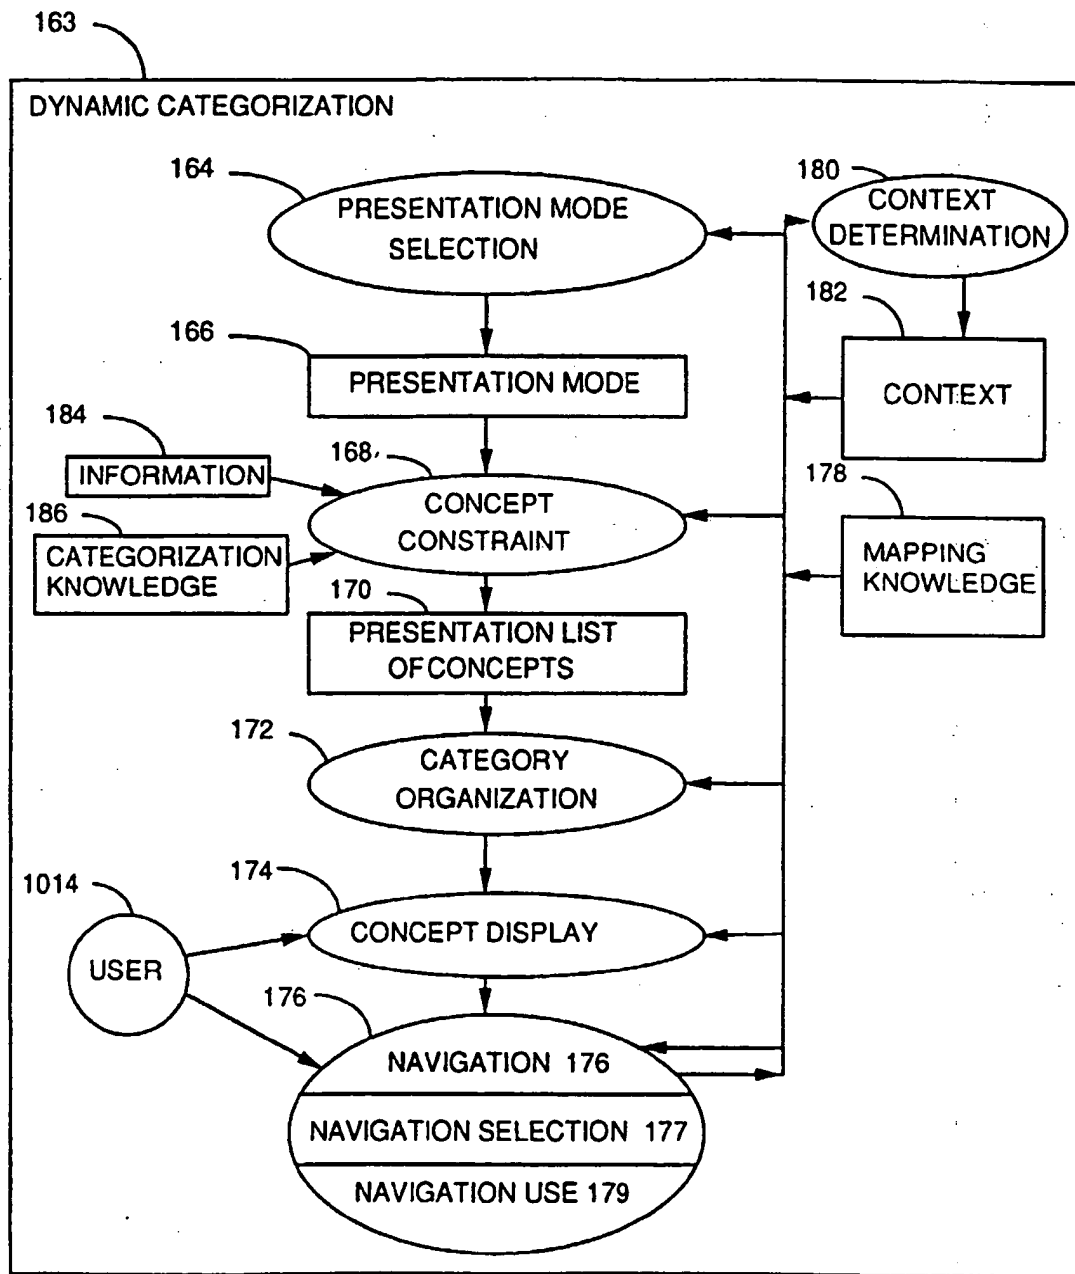 163
DYNAMIC CATEGORIZATION
164
PRESENTATION MODE
SELECTION
180
CONTEXT
DETERMINATION
166
PRESENTATION MODE
182
CONTEXT
184
INFORMATION
168
CONCEPT
CONSTRAINT
178
MAPPING
KNOWLEDGE
186
CATEGORIZATION
KNOWLEDGE
170
PRESENTATION LIST
OF CONCEPTS
172
CATEGORY
ORGANIZATION
174
CONCEPT DISPLAY
1014
USER
176
NAVIGATION 176
NAVIGATION SELECTION 177
NAVIGATION USE 179